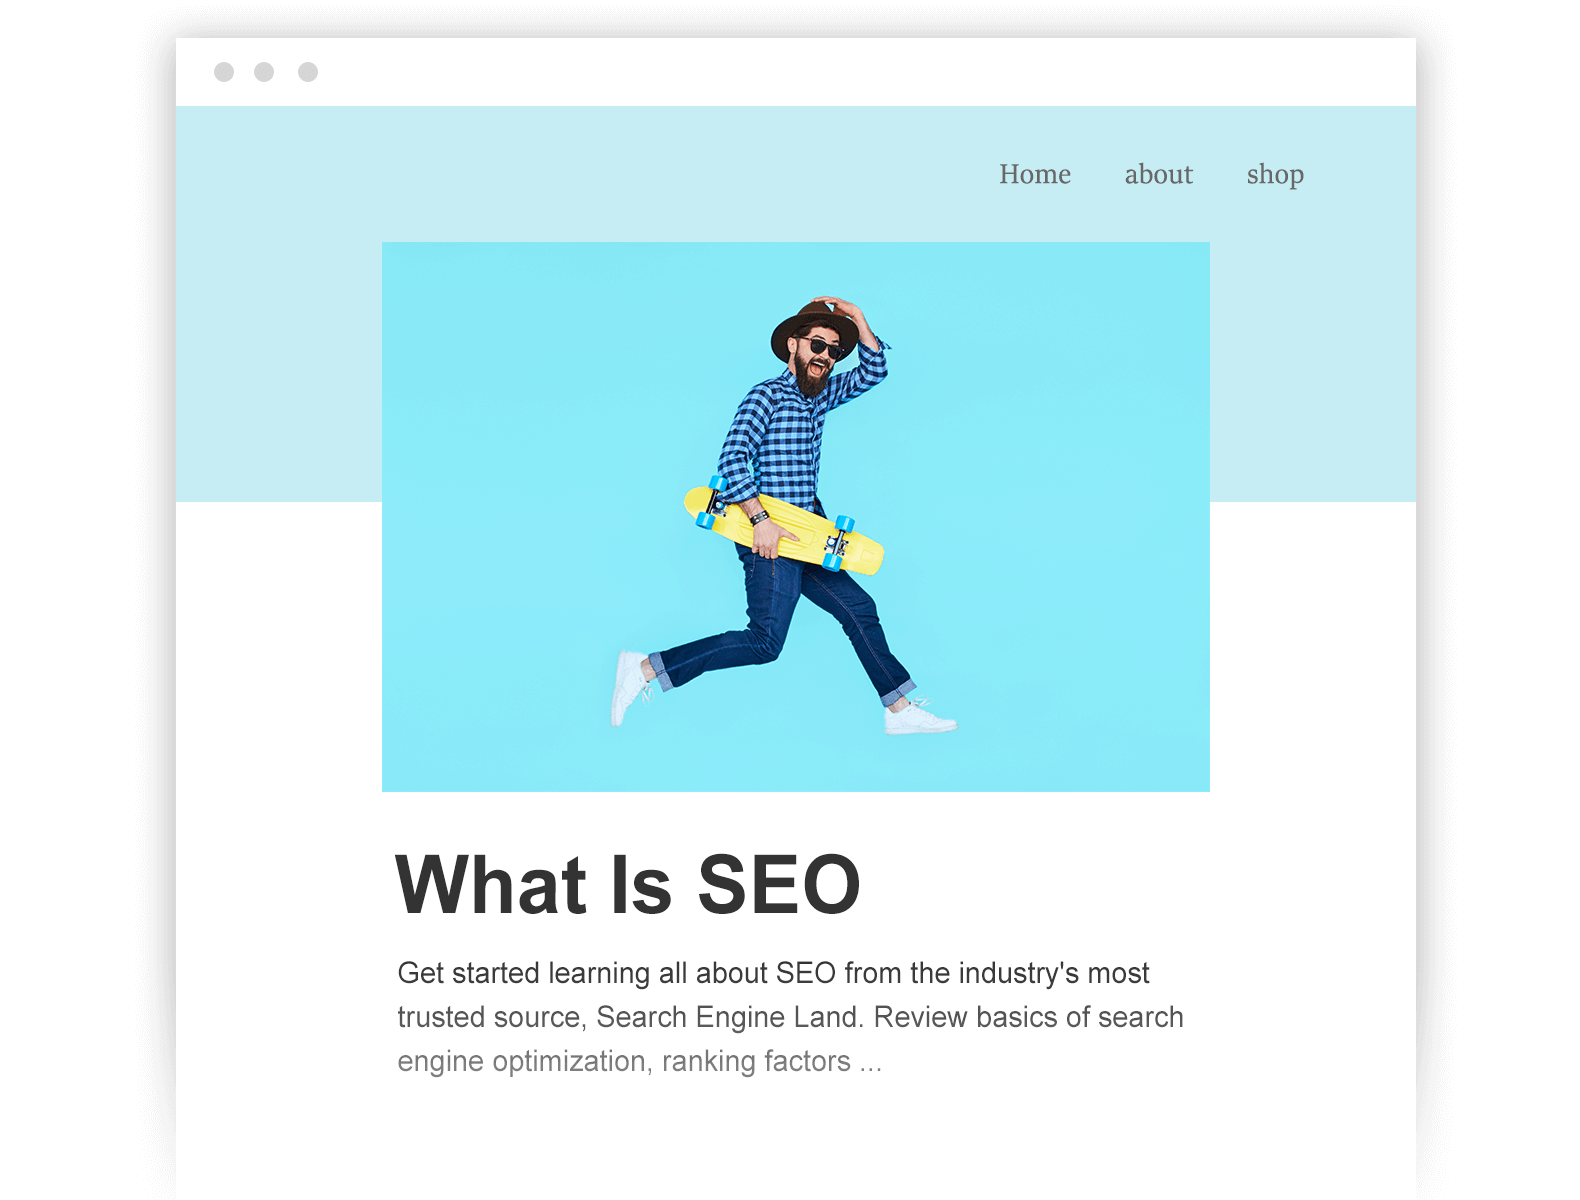 Home about shop
What Is SEO
Get started learning all about SEO from the industry's most
trusted source, Search Engine Land. Review basics of search
engine optimization, ranking factors ...